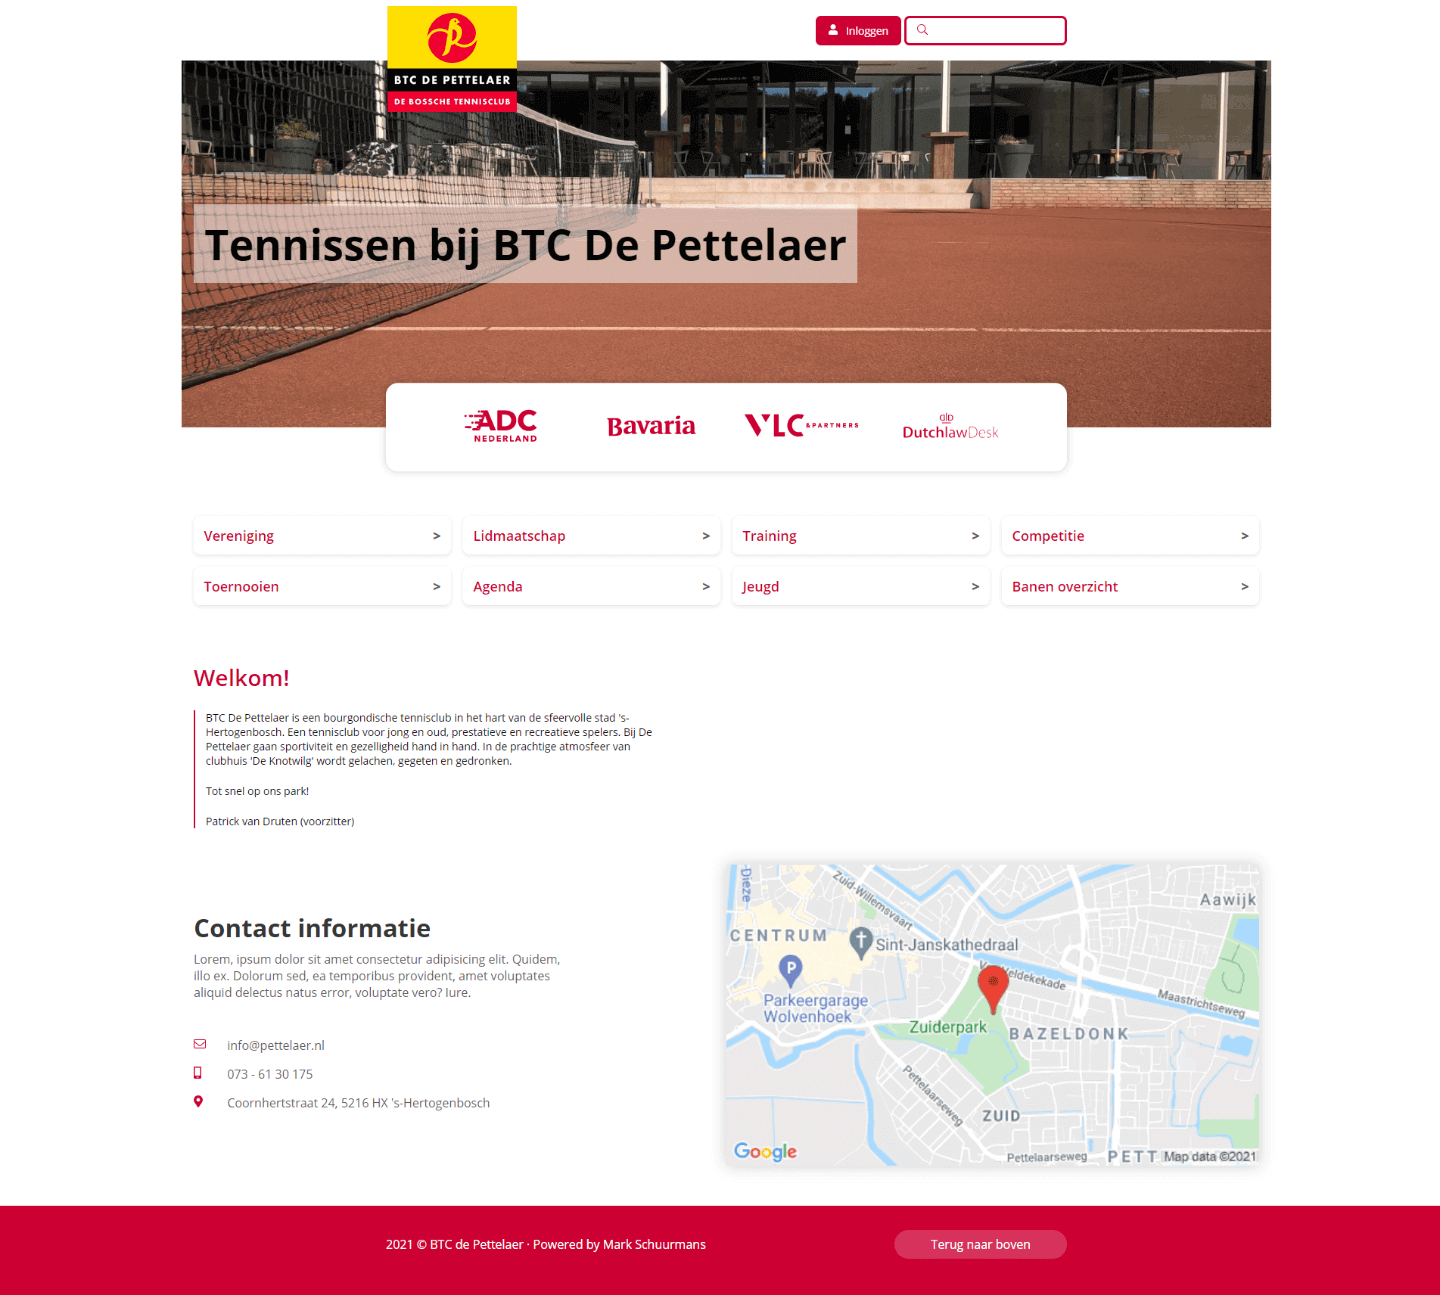 BTC DE PETTELAER
DE BOSSCHE TENNISCLUB
Inloggen
Tennissen bij BTC De Pettelaer
ADC
NEDERLAND
Bavaria
VLC & PARTNERS
DutchlawDesk
Vereniging >
Lidmaatschap >
Training >
Competitie >
Toernooien >
Agenda >
Jeugd >
Banen overzicht >
Welkom!
BTC De Pettelaer is een bourgondische tennisclub in het hart van de sfeervolle stad 's-
Hertogenbosch. Een tennisclub voor jong en oud, prestatieve en recreatieve spelers. Bij De
Pettelaer gaan sportiviteit en gezelligheid hand in hand. In de prachtige atmosfeer van
clubhuis 'De Knotwilg' wordt gelachen, gegeten en gedronken.
Tot snel op ons park!
Patrick van Druten (voorzitter)
Contact informatie
Lorem, ipsum dolor sit amet consectetur adipisicing elit. Quidem,
illo ex. Dolorum sed, ea temporibus provident, amet voluptates
aliquid delectus natus error, voluptate vero? Iure.
info@pettelaer.nl
073 - 61 30 175
Coornhertstraat 24, 5216 HX 's-Hertogenbosch
Dieze
Zuid-Willemsvaart
Aawijk
CENTRUM
Sint-Janskathedraal
P
Parkeergarage
Wolvenhoek
Veldekekade
Maastrichtseweg
Zuiderpark
BAZELDONK
Pettelaarseweg
ZUID
Google
Pettelaarseweg
PETT
Map data ©2021
2021 © BTC de Pettelaer · Powered by Mark Schuurmans
Terug naar boven